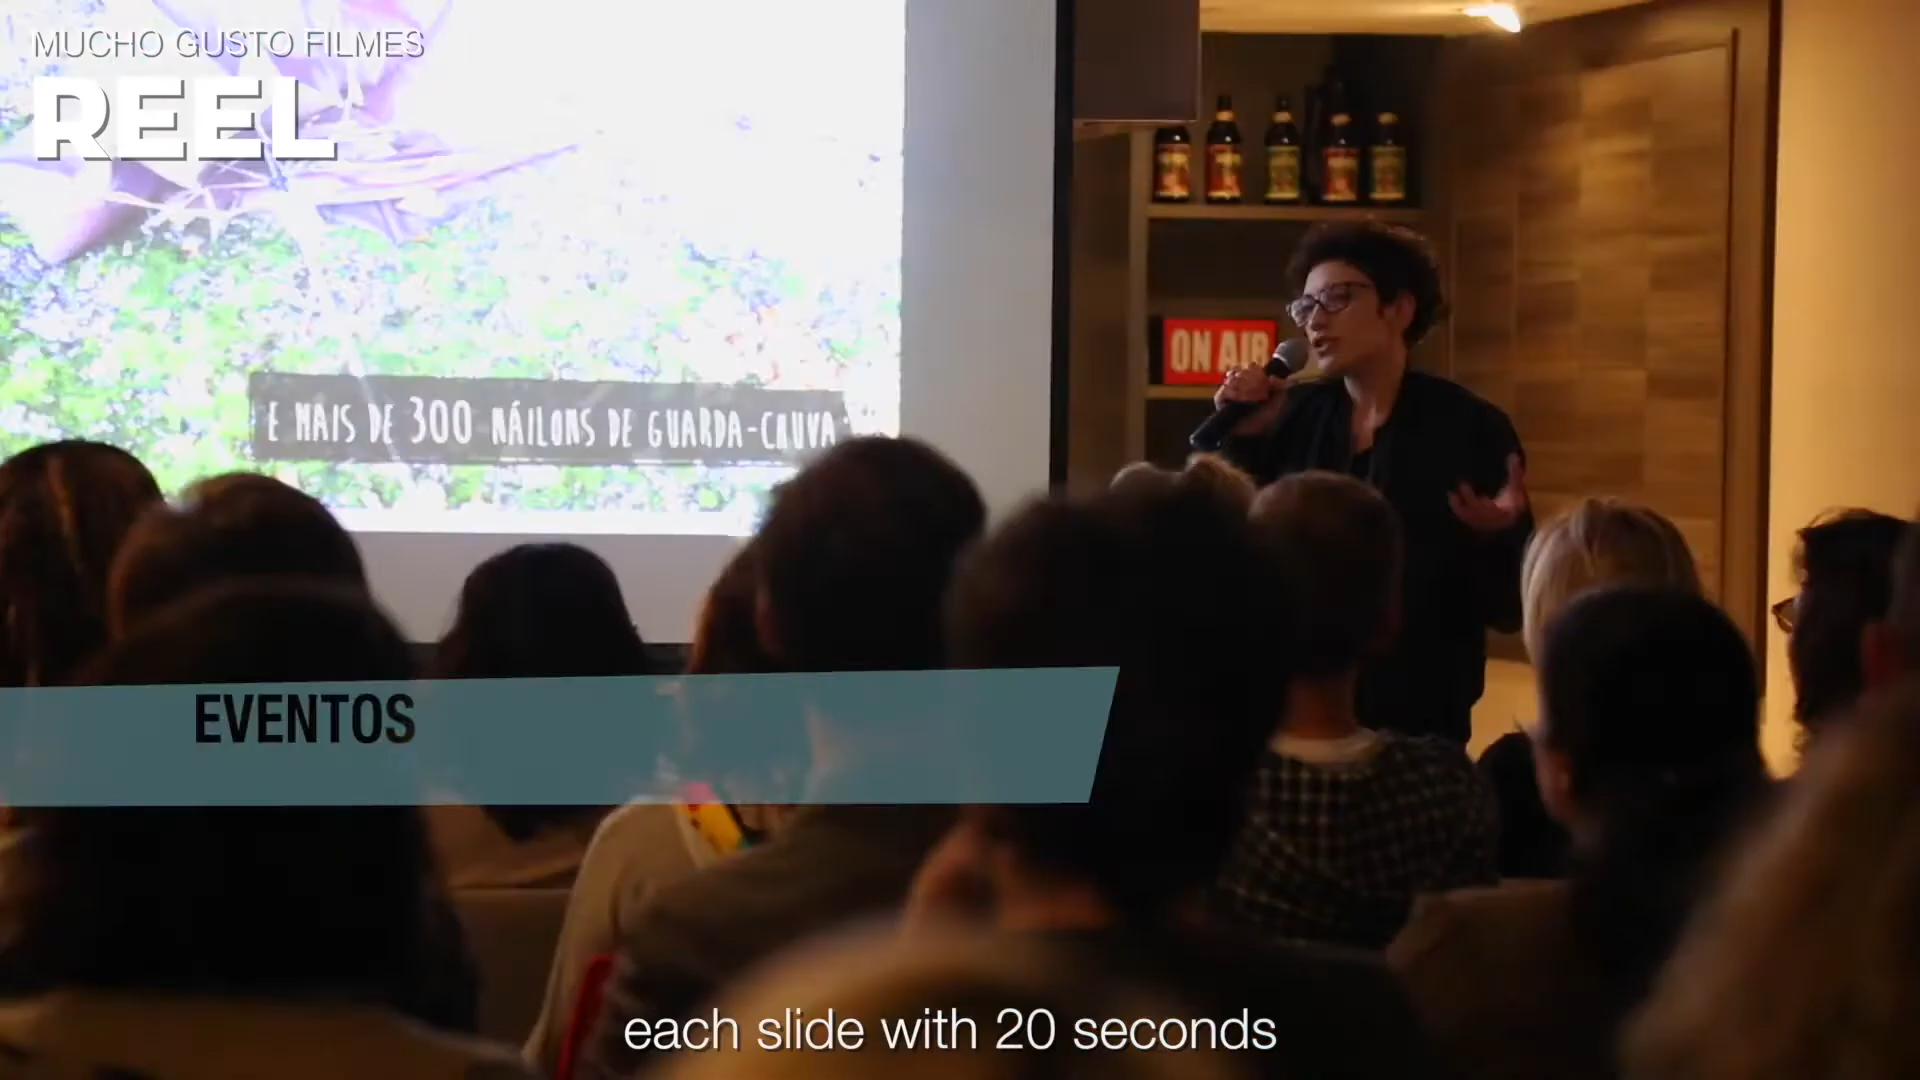 MUCHO GUSTO FILMES
REEL
ON AIR
E MAIS DE 300 NÁILONS DE GUARDA-CHUVA
EVENTOS
each slide with 20 seconds